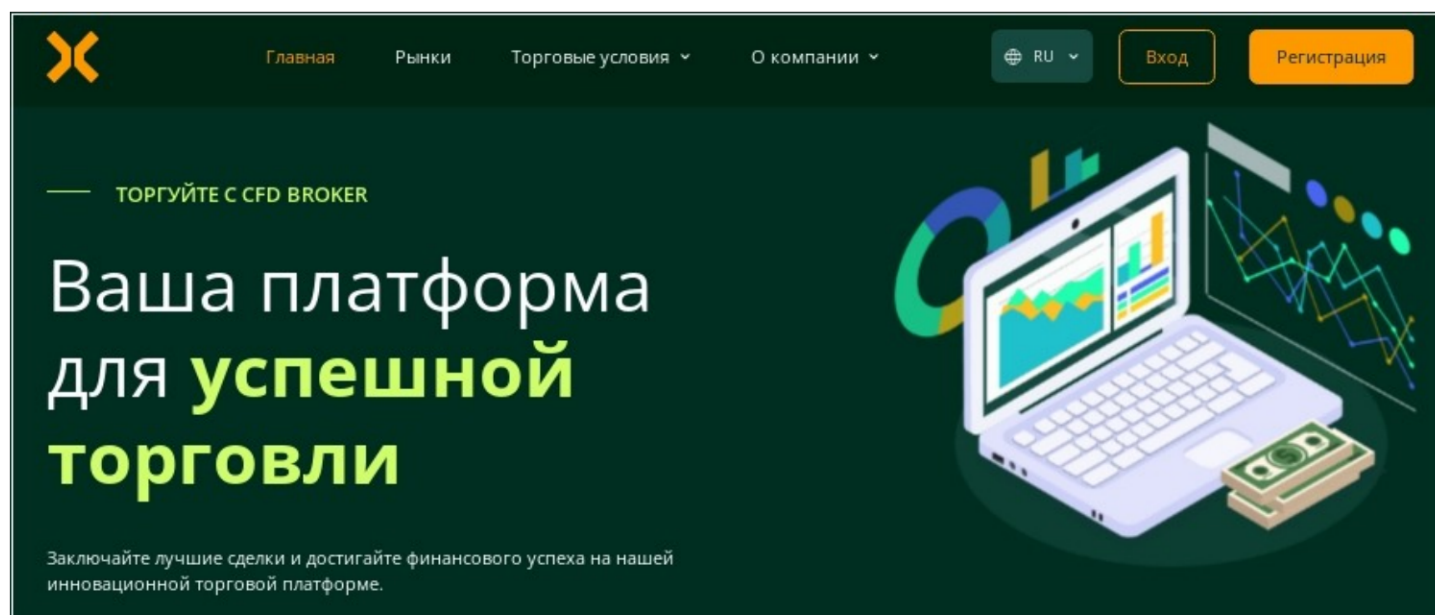 Главная Рынки Торговые условия О компании RU Вход Регистрация
ТОРГУЙТЕ С CFD BROKER
Ваша платформа
для успешной
торговли
Заключайте лучшие сделки и достигайте финансового успеха на нашей
инновационной торговой платформе.